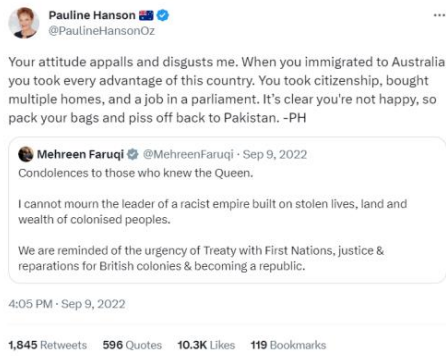 Pauline Hanson 🇦🇺
@PaulineHansonOz
Your attitude appalls and disgusts me. When you immigrated to Australia
you took every advantage of this country. You took citizenship, bought
multiple homes, and a job in a parliament. It's clear you're not happy, so
pack your bags and piss off back to Pakistan. -PH
Mehreen Faruqi @MehreenFaruqi · Sep 9, 2022
Condolences to those who knew the Queen.
I cannot mourn the leader of a racist empire built on stolen lives, land and
wealth of colonised peoples.
We are reminded of the urgency of Treaty with First Nations, justice &
reparations for British colonies & becoming a republic.
4:05 PM · Sep 9, 2022
1,845 Retweets 596 Quotes 10.3K Likes 119 Bookmarks